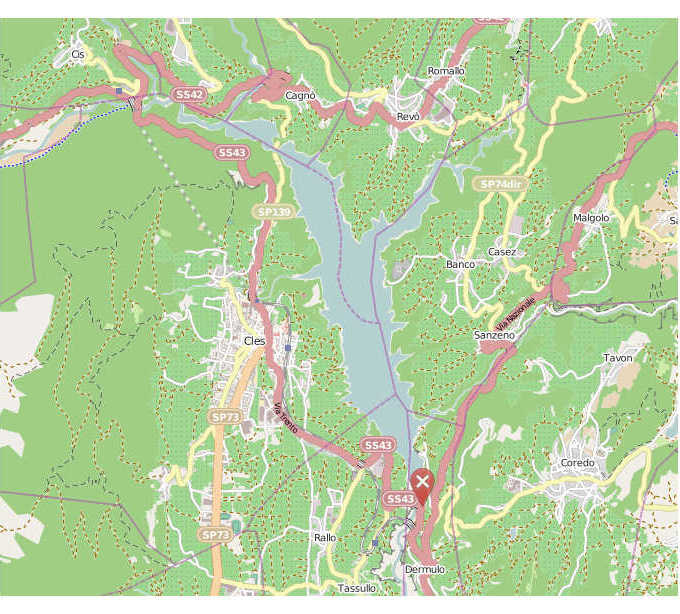 Cis
Romallo
SS42
Cagnò
Revò
SS43
SP74dir
SP139
Malgolo
Casez
Banco
Via Nazionale
Sanzeno
Cles
Tavon
SP73
Via Trento
SS43
Coredo
SS43
SP73
Rallo
Dermulo
Tassullo